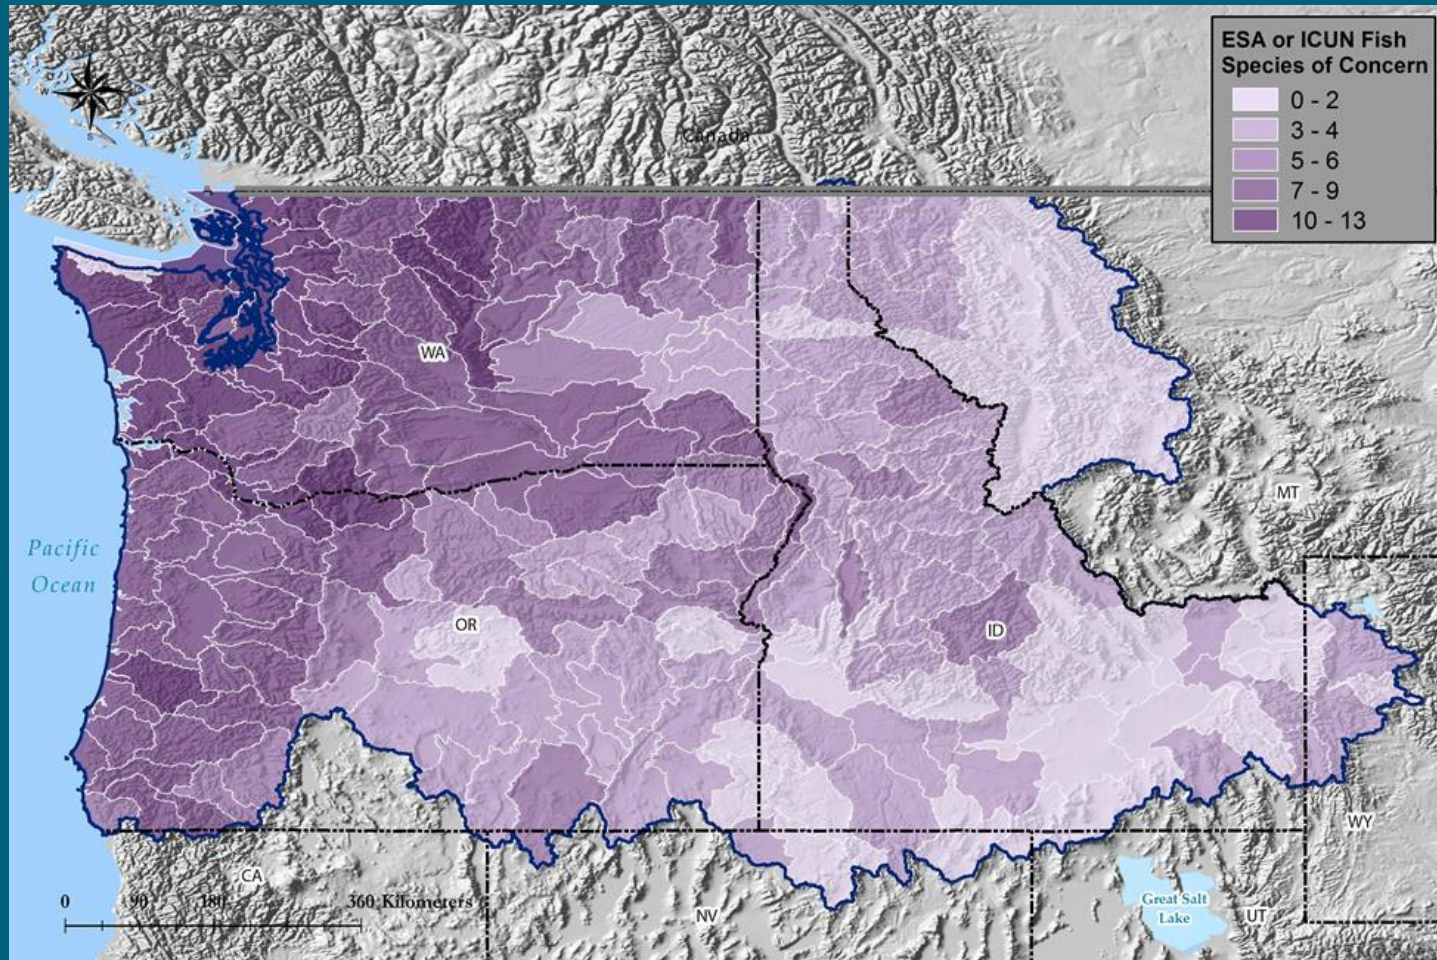 ESA or ICUN Fish
Species of Concern
0 - 2
3 - 4
5 - 6
7 - 9
10 - 13
N
W
S
Canada
WA
MT
Pacific
Ocean
OR
ID
WY
CA
0 90 180 360 Kilometers
NV
Great Salt
Lake
UT